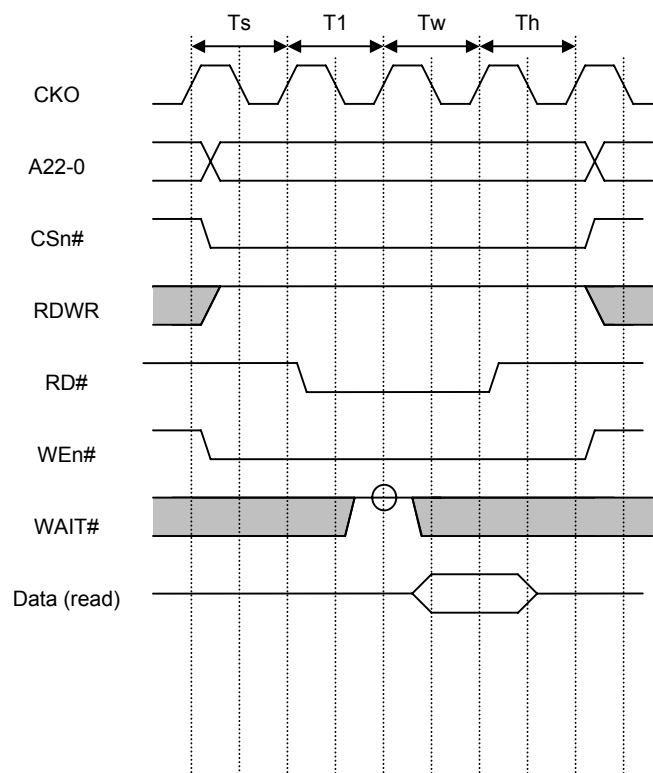 Ts T1 Tw Th
CKO
A22-0
CSn#
RDWR
RD#
WEn#
WAIT#
Data (read)